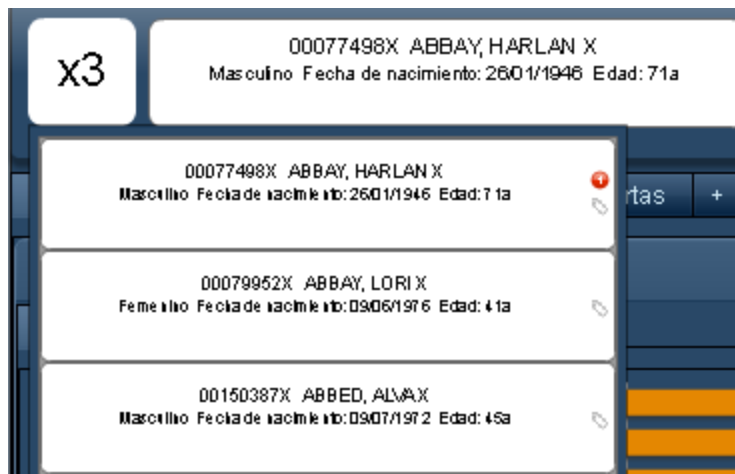 x3
00077498X ABBAY, HARLAN X
Masculino Fecha de nacimiento: 26/01/1946 Edad: 71a
00077498X ABBAY, HARLAN X
Masculino Fecha de nacimiento: 26/01/1946 Edad: 71a
rtas +
00079952X ABBAY, LORI X
Femenino Fecha de nacimiento: 09/06/1976 Edad: 41a
00150387X ABBED, ALVA X
Masculino Fecha de nacimiento: 09/07/1972 Edad: 45a